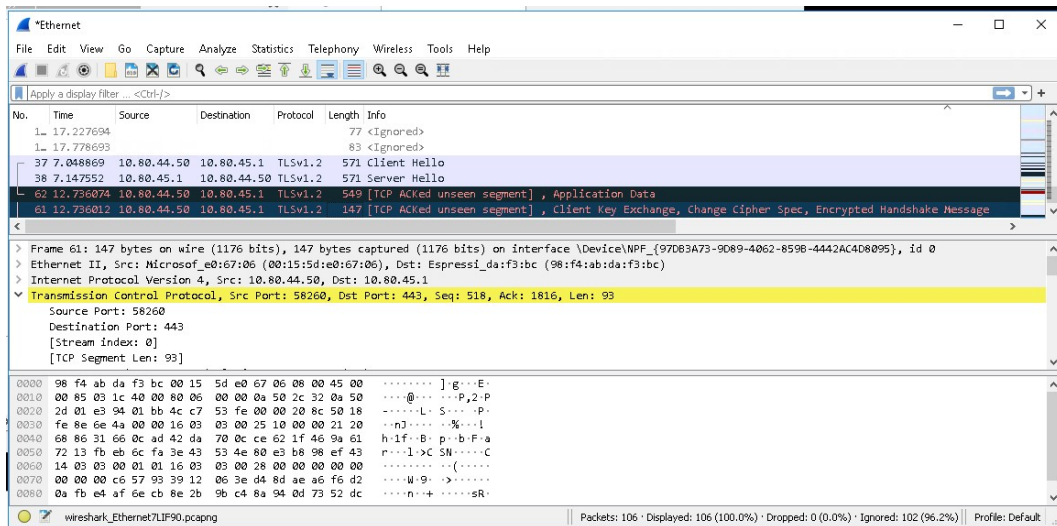 *Ethernet
File Edit View Go Capture Analyze Statistics Telephony Wireless Tools Help
Apply a display filter ... <Ctrl-/>
No. Time Source Destination Protocol Length Info
1… 17.227694 77 <Ignored>
1… 17.778693 83 <Ignored>
37 7.048869 10.80.44.50 10.80.45.1 TLSv1.2 571 Client Hello
38 7.147552 10.80.45.1 10.80.44.50 TLSv1.2 571 Server Hello
62 12.736074 10.80.44.50 10.80.45.1 TLSv1.2 549 [TCP ACKed unseen segment] , Application Data
61 12.736012 10.80.44.50 10.80.45.1 TLSv1.2 147 [TCP ACKed unseen segment] , Client Key Exchange, Change Cipher Spec, Encrypted Handshake Message
> Frame 61: 147 bytes on wire (1176 bits), 147 bytes captured (1176 bits) on interface \Device\NPF_{97DB3A73-9D89-4062-859B-4442AC4D8095}, id 0
> Ethernet II, Src: Microsof_e0:67:06 (00:15:5d:e0:67:06), Dst: Espressi_da:f3:bc (98:f4:ab:da:f3:bc)
> Internet Protocol Version 4, Src: 10.80.44.50, Dst: 10.80.45.1
Transmission Control Protocol, Src Port: 58260, Dst Port: 443, Seq: 518, Ack: 1816, Len: 93
Source Port: 58260
Destination Port: 443
[Stream index: 0]
[TCP Segment Len: 93]
0000 98 f4 ab da f3 bc 00 15 5d e0 67 06 08 00 45 00 ········ ]·g···E·
0010 00 85 03 1c 40 00 80 06 00 00 0a 50 2c 32 0a 50 ····@··· ···P,2·P
0020 2d 01 e3 94 01 bb 4c c7 53 fe 00 00 20 8c 50 18 -·····L· S··· ·P·
0030 fe 8e 6e 4a 00 00 16 03 03 00 25 10 00 00 21 20 ··nJ···· ··%···!
0040 68 86 31 66 0c ad 42 da 70 0c ce 62 1f 46 9a 61 h·1f··B· p··b·F·a
0050 72 13 fb eb 6c fa 3e 43 53 4e 80 e3 b8 98 ef 43 r···l·>C SN·····C
0060 14 03 03 00 01 01 16 03 03 00 28 00 00 00 00 00 ········ ··(·····
0070 00 00 00 c6 57 93 39 12 06 3e d4 8d ae a6 f6 d2 ····W·9· ·>······
0080 0a fb e4 af 6e cb 8e 2b 9b c4 8a 94 0d 73 52 dc ····n··+ ·····sR·
wireshark_Ethernet7LIF90.pcapng Packets: 106 · Displayed: 106 (100.0%) · Dropped: 0 (0.0%) · Ignored: 102 (96.2%) Profile: Default